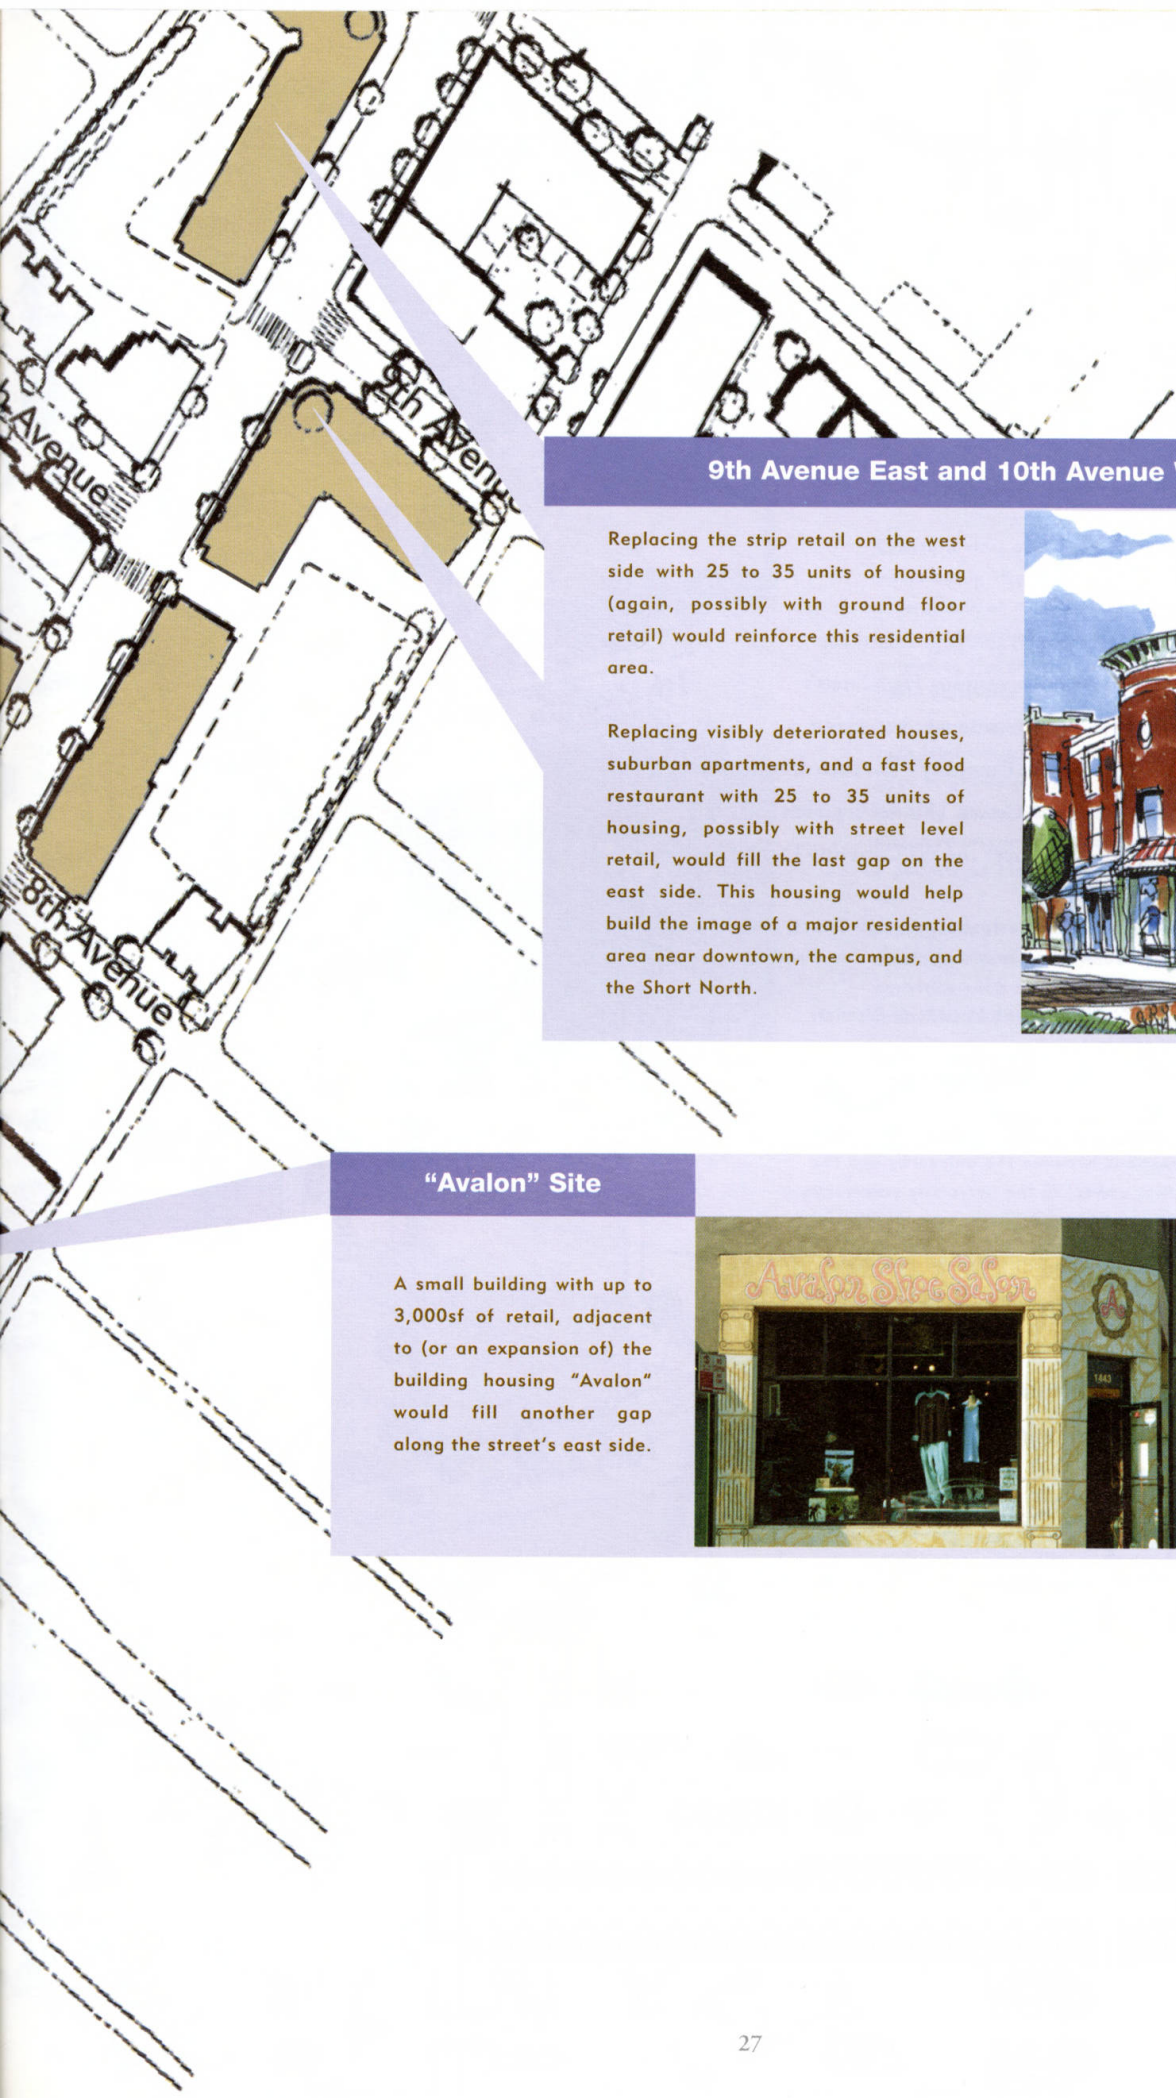 9th Avenue
h Avenue
9th Avenue East and 10th Avenue
Replacing the strip retail on the west
side with 25 to 35 units of housing
(again, possibly with ground floor
retail) would reinforce this residential
area.
Replacing visibly deteriorated houses,
suburban apartments, and a fast food
restaurant with 25 to 35 units of
housing, possibly with street level
retail, would fill the last gap on the
east side. This housing would help
build the image of a major residential
area near downtown, the campus, and
the Short North.
8th Avenue
“Avalon” Site
A small building with up to
3,000sf of retail, adjacent
to (or an expansion of) the
building housing “Avalon”
would fill another gap
along the street’s east side.
Avalon Shoe Salon
A
1443
27